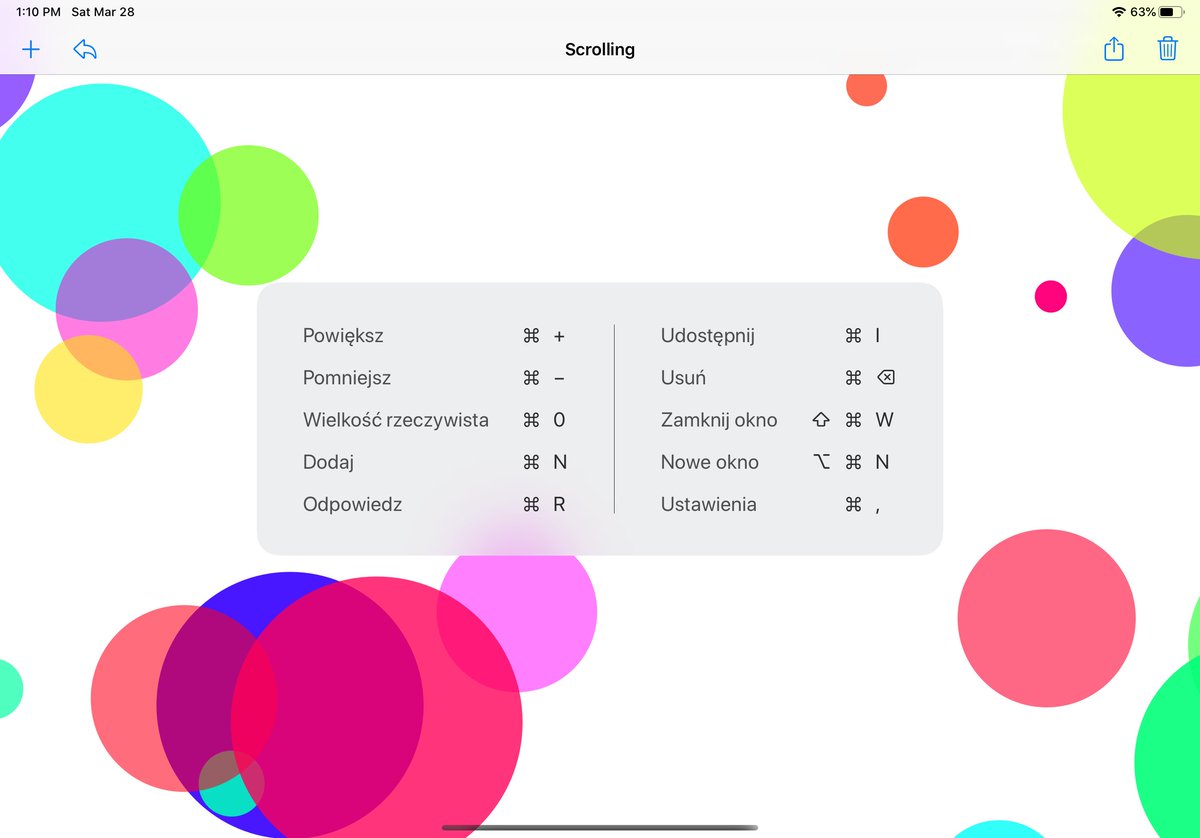 1:10 PM Sat Mar 28
63%
Scrolling
Powiększ ⌘ +
Pomniejsz ⌘ –
Wielkość rzeczywista ⌘ 0
Dodaj ⌘ N
Odpowiedz ⌘ R
Udostępnij ⌘ I
Usuń ⌘ ⌫
Zamknij okno ⇧ ⌘ W
Nowe okno ⌥ ⌘ N
Ustawienia ⌘ ,